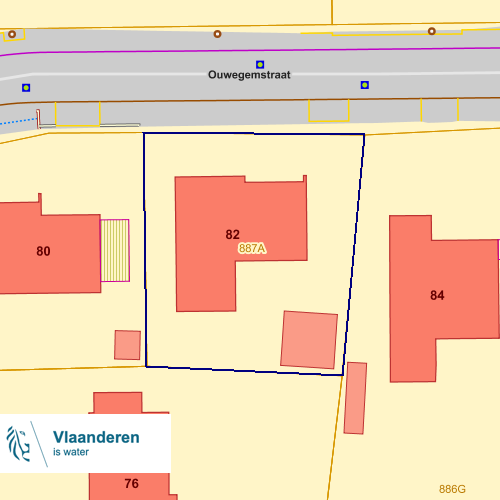 Ouwegemstraat
82
887A
80
84
76
886G
Vlaanderen
is water